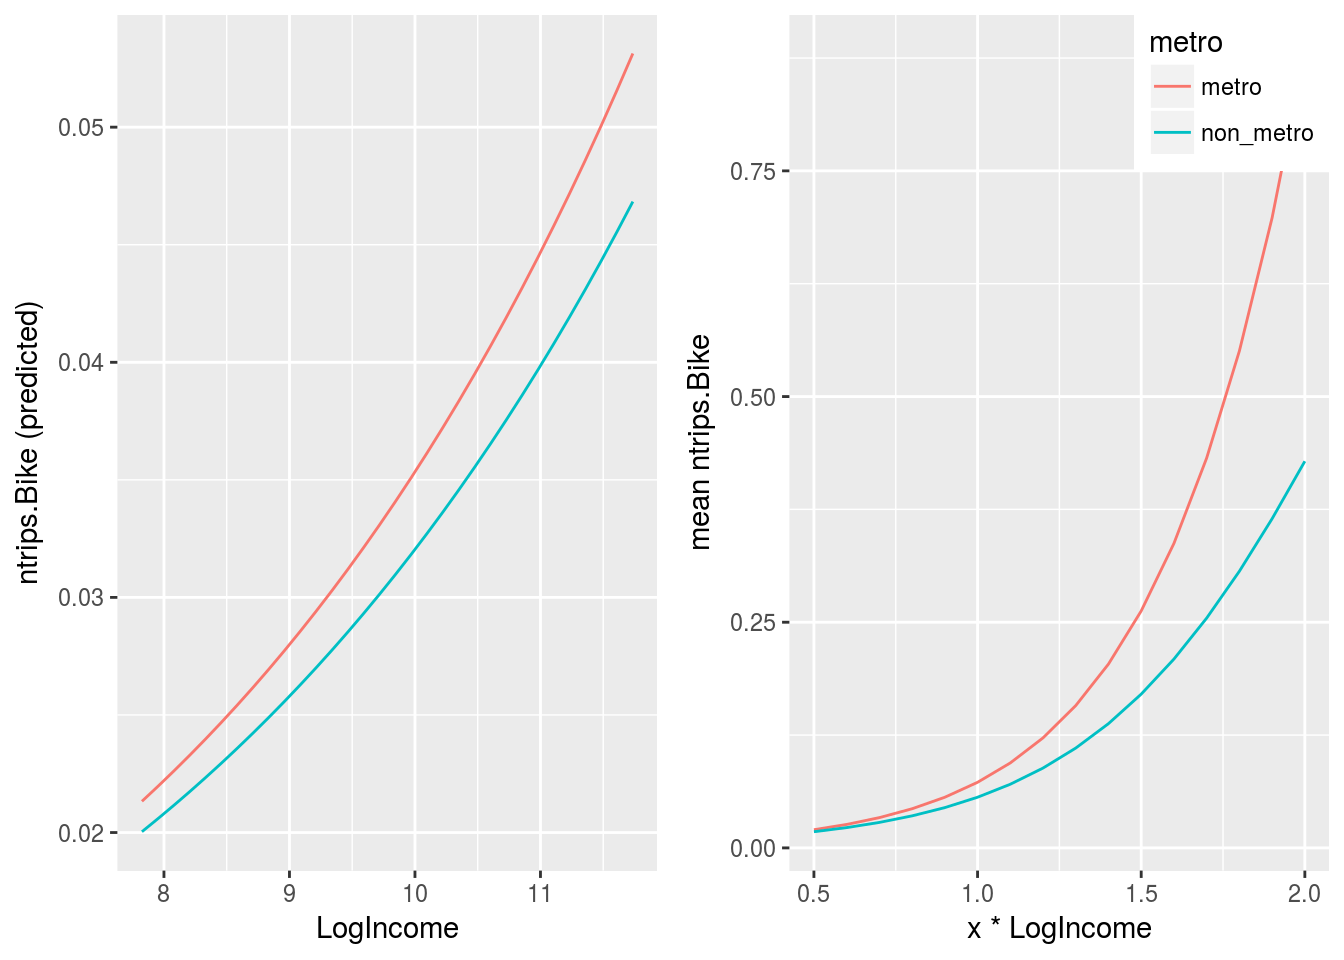 ntrips.Bike (predicted)
0.05
0.04
0.03
0.02
8 9 10 11
LogIncome
mean ntrips.Bike
0.75
0.50
0.25
0.00
0.5 1.0 1.5 2.0
x * LogIncome
metro
metro
non_metro